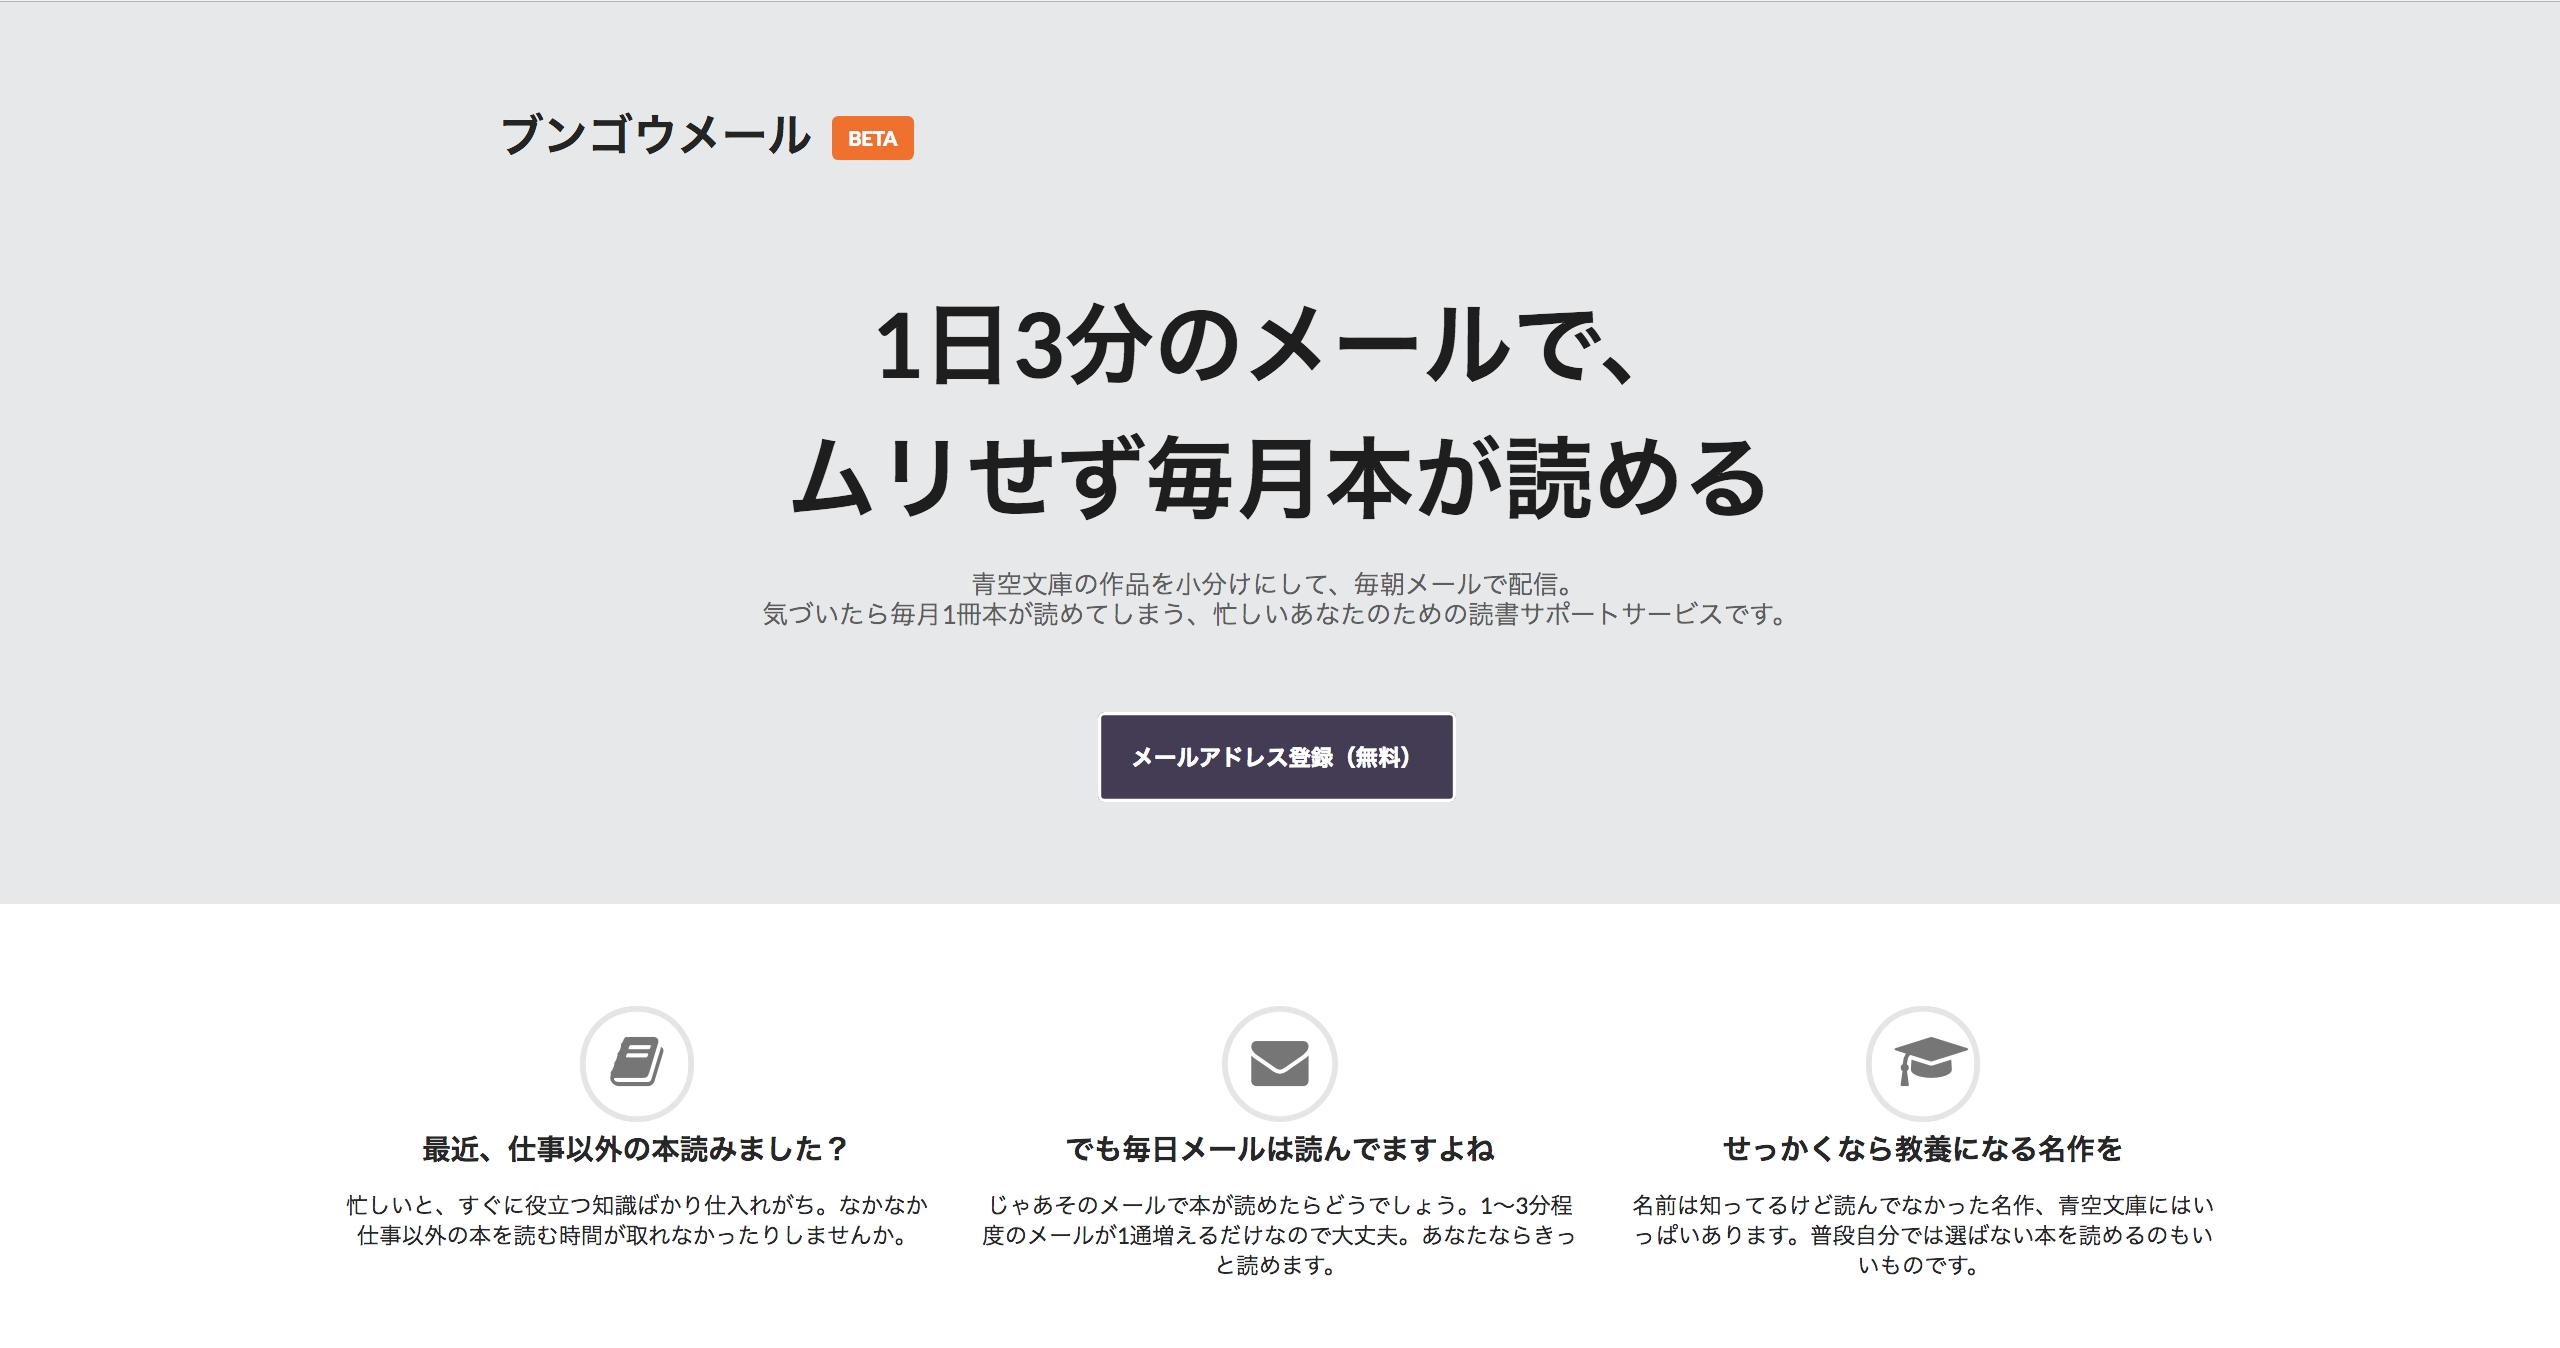 ブンゴウメール BETA
1日3分のメールで、
ムリせず毎月本が読める
青空文庫の作品を小分けにして、毎朝メールで配信。
気づいたら毎月1冊本が読めてしまう、忙しいあなたのための読書サポートサービスです。
メールアドレス登録（無料）
最近、仕事以外の本読みました？
忙しいと、すぐに役立つ知識ばかり仕入れがち。なかなか
仕事以外の本を読む時間が取れなかったりしませんか。
でも毎日メールは読んでますよね
じゃあそのメールで本が読めたらどうでしょう。1〜3分程
度のメールが1通増えるだけなので大丈夫。あなたならきっ
と読めます。
せっかくなら教養になる名作を
名前は知ってるけど読んでなかった名作、青空文庫にはい
っぱいあります。普段自分では選ばない本を読めるのもい
いものです。